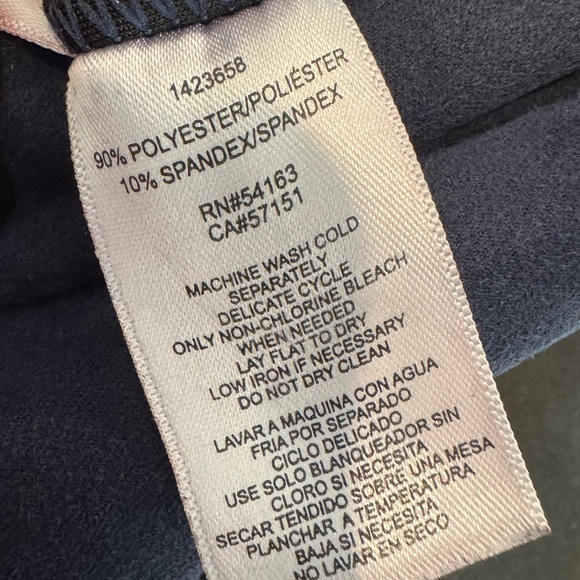 1423658
90% POLYESTER/POLIÉSTER
10% SPANDEX/SPANDEX
RN#54163
CA#57151
MACHINE WASH COLD
SEPARATELY
DELICATE CYCLE
ONLY NON-CHLORINE BLEACH
WHEN NEEDED
LAY FLAT TO DRY
LOW IRON IF NECESSARY
DO NOT DRY CLEAN
LAVAR A MAQUINA CON AGUA
FRIA POR SEPARADO
CICLO DELICADO
USE SOLO BLANQUEADOR SIN
CLORO SI NECESITA
SECAR TENDIDO SOBRE UNA MESA
PLANCHAR A TEMPERATURA
BAJA SI NECESITA
NO LAVAR EN SECO